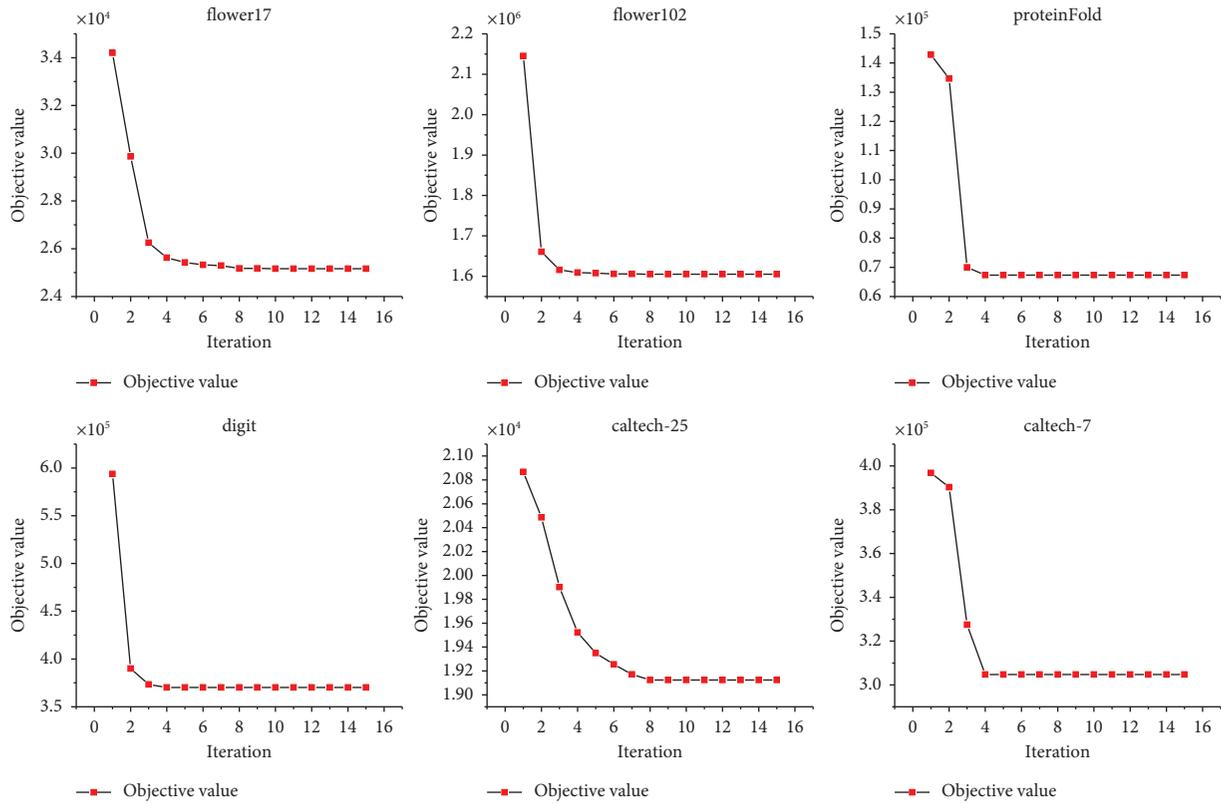 flower17
×10⁴
3.4
3.2
3.0
2.8
2.6
2.4
Objective value
0 2 4 6 8 10 12 14 16
Iteration
Objective value
flower102
×10⁶
2.2
2.1
2.0
1.9
1.8
1.7
1.6
Objective value
0 2 4 6 8 10 12 14 16
Iteration
Objective value
proteinFold
×10⁵
1.5
1.4
1.3
1.2
1.1
1.0
0.9
0.8
0.7
0.6
Objective value
0 2 4 6 8 10 12 14 16
Iteration
Objective value
digit
×10⁵
6.0
5.0
4.5
4.0
3.5
Objective value
0 2 4 6 8 10 12 14 16
Iteration
Objective value
caltech-25
×10⁴
2.10
2.08
2.06
2.04
2.02
2.00
1.98
1.96
1.94
1.92
1.90
Objective value
0 2 4 6 8 10 12 14 16
Iteration
Objective value
caltech-7
×10⁵
4.0
3.8
3.6
3.4
3.2
3.0
Objective value
0 2 4 6 8 10 12 14 16
Iteration
Objective value